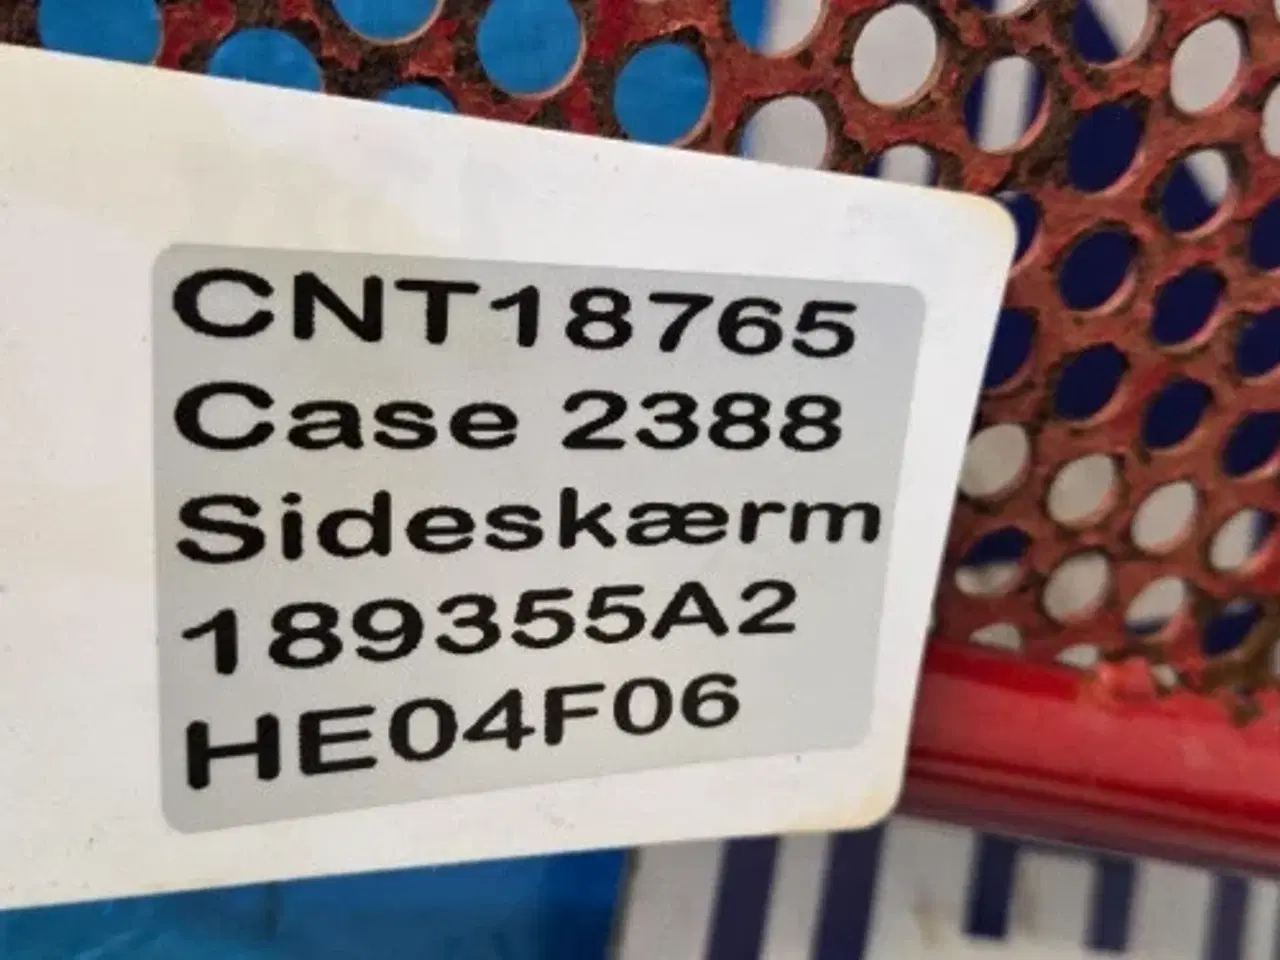 CNT18765
Case 2388
Sideskærm
189355A2
HE04F06